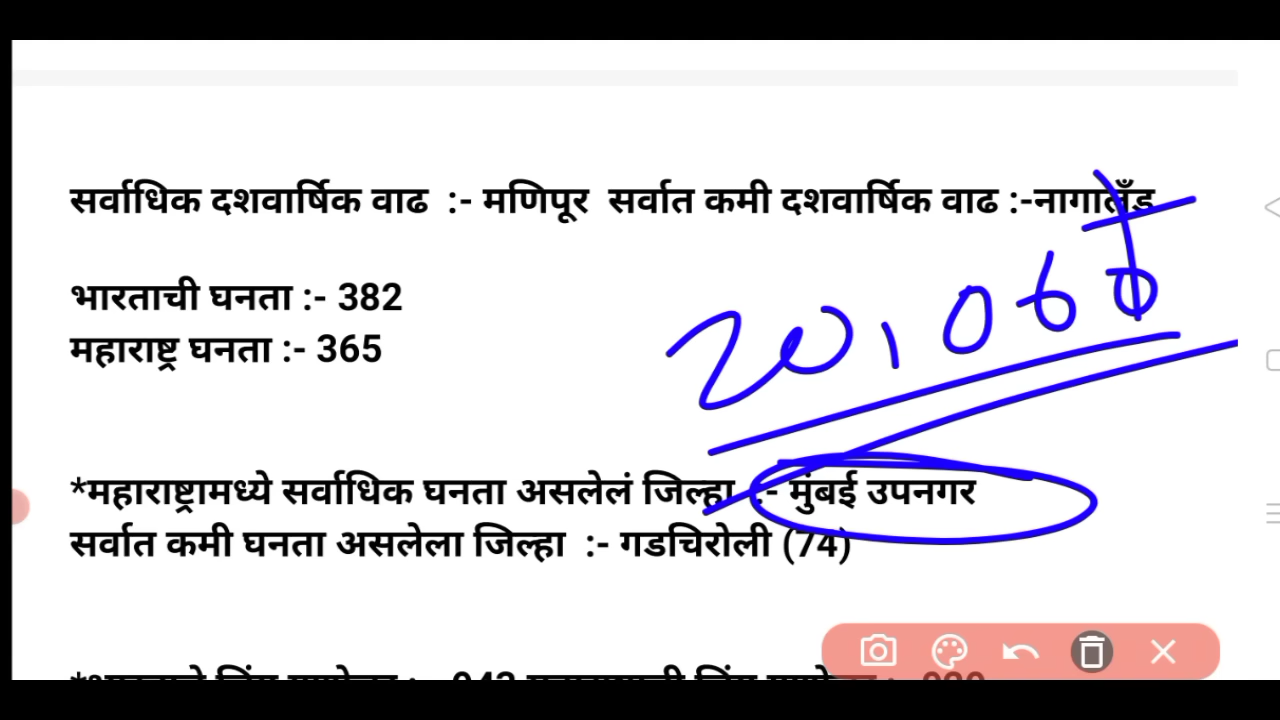 सर्वाधिक दशवार्षिक वाढ :- मणिपूर सर्वात कमी दशवार्षिक वाढ :-नागालँड
भारताची घनता :- 382
महाराष्ट्र घनता :- 365
20,06
*महाराष्ट्रामध्ये सर्वाधिक घनता असलेलं जिल्हा :- मुंबई उपनगर
सर्वात कमी घनता असलेला जिल्हा :- गडचिरोली (74)